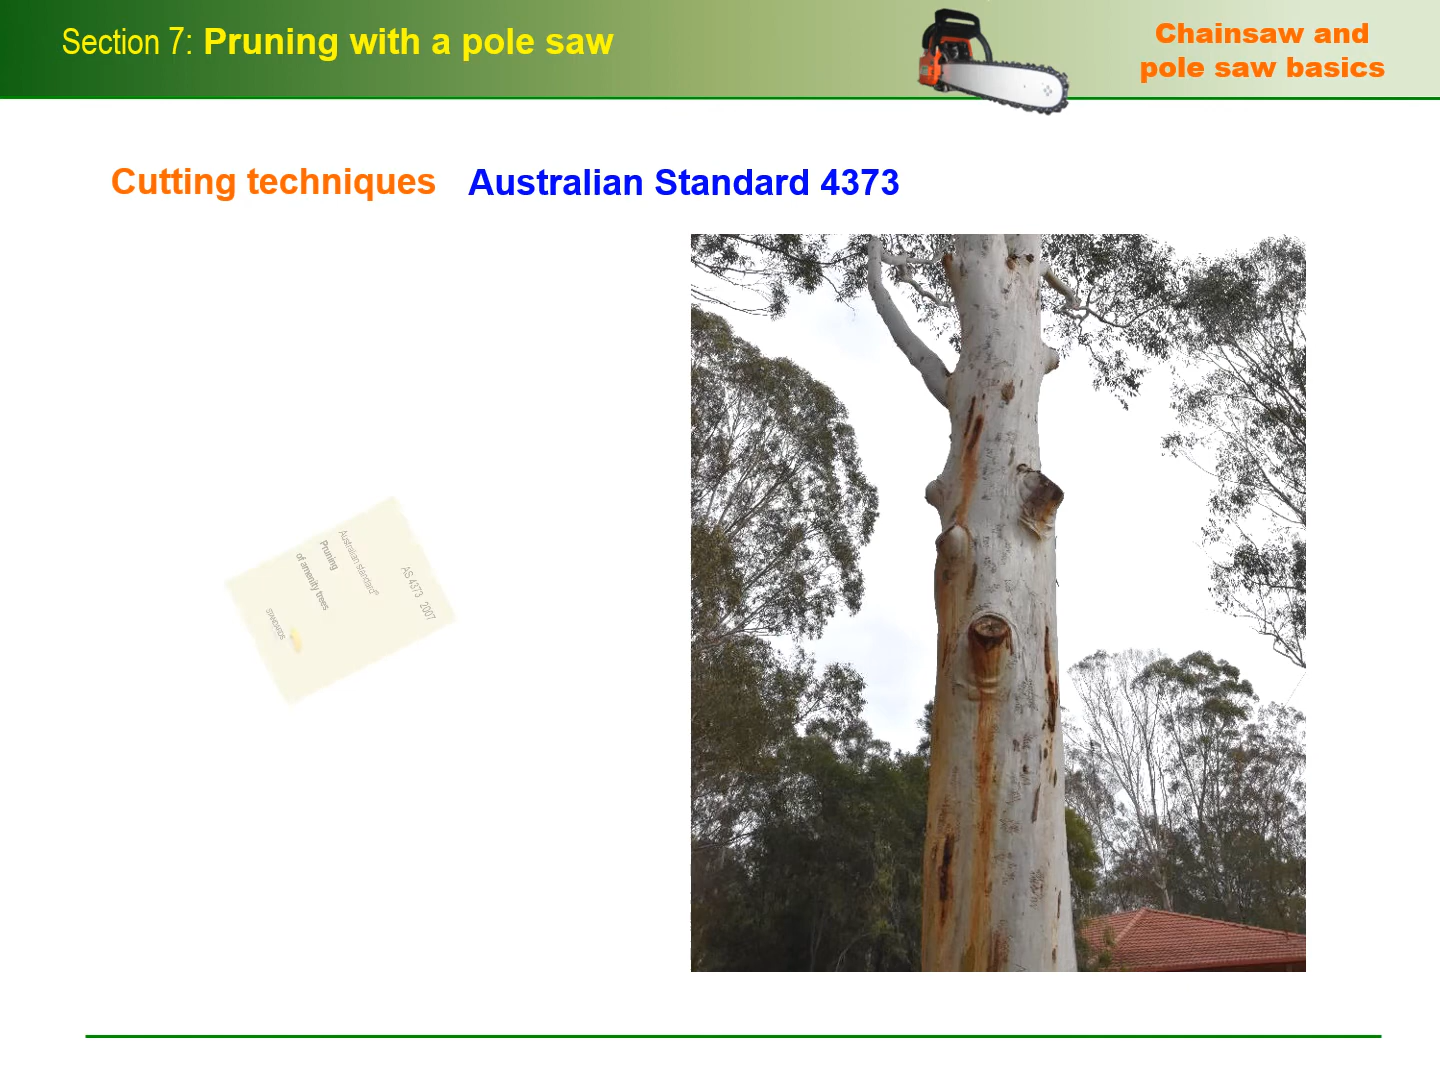 Section 7: Pruning with a pole saw
Chainsaw and
pole saw basics
Cutting techniques Australian Standard 4373
AS 4373 2007
Australian standard®
Pruning
of amenity trees
STANDARDS